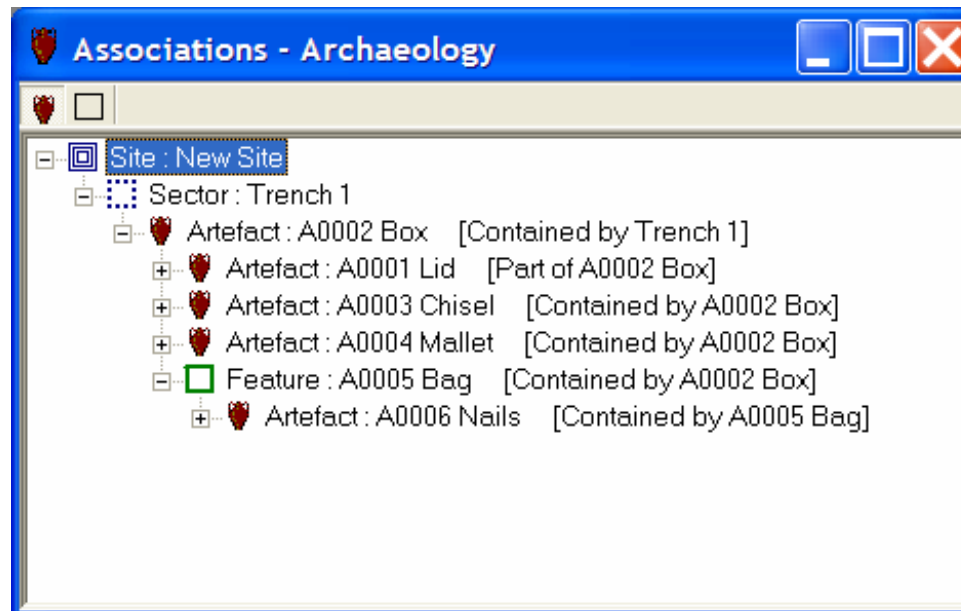 Associations - Archaeology
Site : New Site
Sector : Trench 1
Artefact : A0002 Box [Contained by Trench 1]
Artefact : A0001 Lid [Part of A0002 Box]
Artefact : A0003 Chisel [Contained by A0002 Box]
Artefact : A0004 Mallet [Contained by A0002 Box]
Feature : A0005 Bag [Contained by A0002 Box]
Artefact : A0006 Nails [Contained by A0005 Bag]